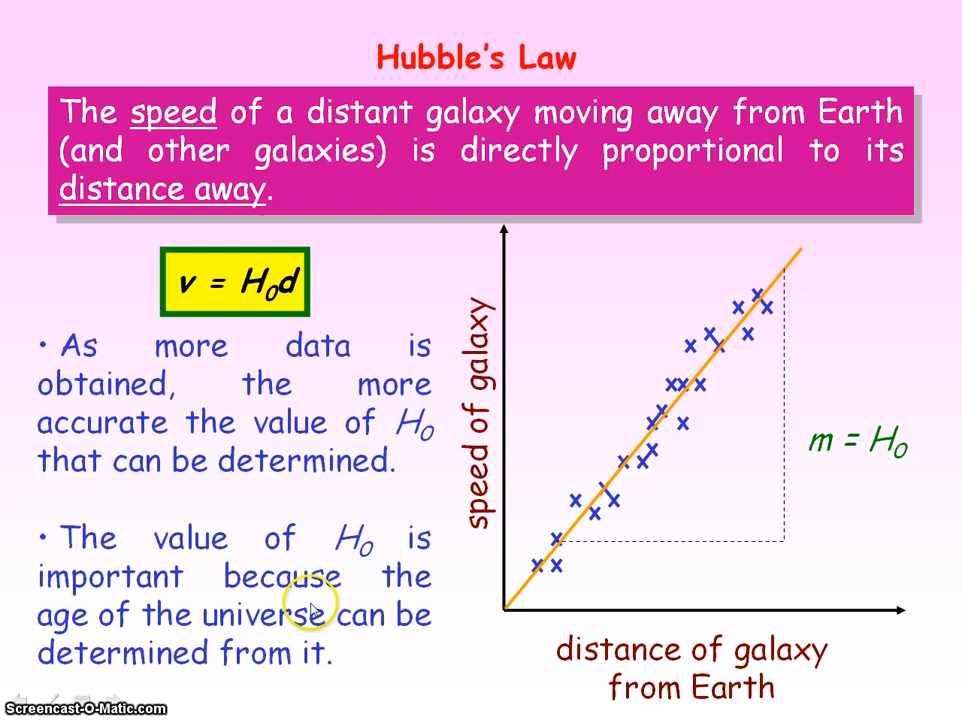 Hubble's Law
The speed of a distant galaxy moving away from Earth
(and other galaxies) is directly proportional to its
distance away.
v = H₀d
• As more data is
obtained, the more
accurate the value of H₀
that can be determined.
• The value of H₀ is
important because the
age of the universe can be
determined from it.
speed of galaxy
m = H₀
distance of galaxy
from Earth
Screencast-O-Matic.com